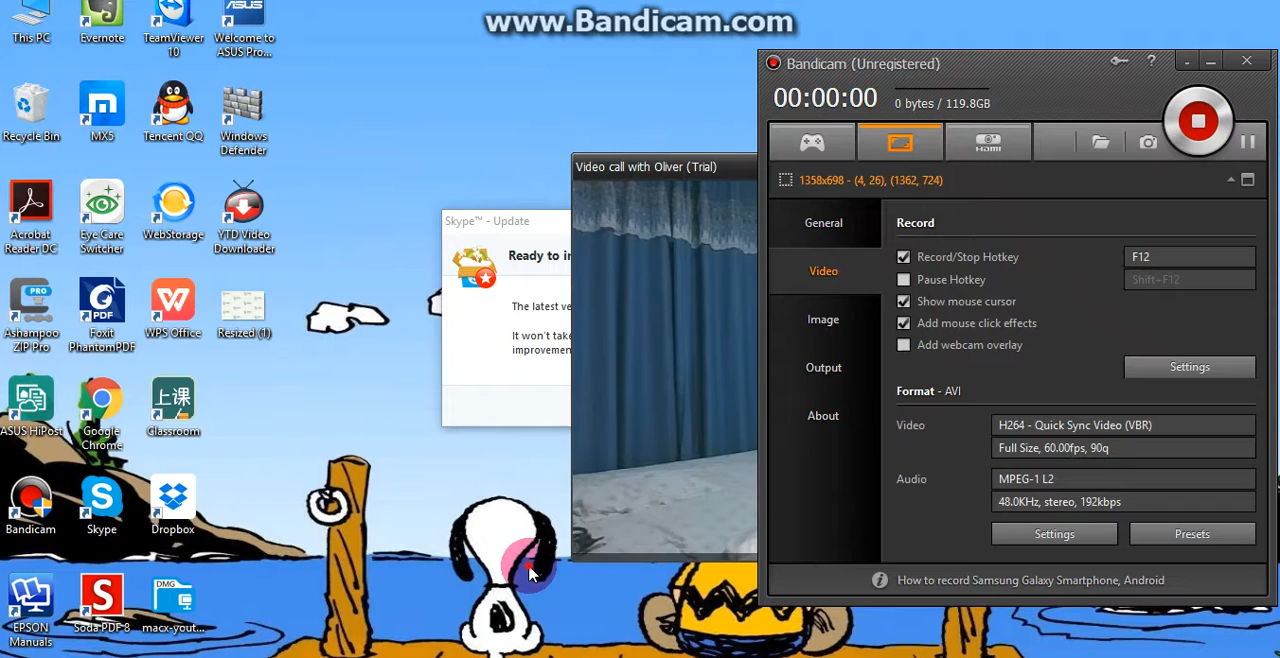 www.Bandicam.com
This PC
Evernote
TeamViewer
10
Welcome to
ASUS Pro...
Recycle Bin
MX5
Tencent QQ
Windows
Defender
Acrobat
Reader DC
Eye Care
Switcher
WebStorage
YTD Video
Downloader
PRO
Ashampoo
ZIP Pro
PDF
Foxit
PhantomPDF
WPS Office
Resized (1)
ASUS HiPost
Google
Chrome
上课
Classroom
Bandicam
Skype
Dropbox
EPSON
Manuals
Soda PDF 8
DMG
macx-yout...
Skype™ - Update
Ready to in
The latest ve
It won't take
improvemen
Video call with Oliver (Trial)
Bandicam (Unregistered)
00:00:00
0 bytes / 119.8GB
HDMI
1358x698 - (4, 26), (1362, 724)
General
Video
Image
Output
About
Record
Record/Stop Hotkey
F12
Pause Hotkey
Shift+F12
Show mouse cursor
Add mouse click effects
Add webcam overlay
Settings
Format - AVI
Video
H264 - Quick Sync Video (VBR)
Full Size, 60.00fps, 90q
Audio
MPEG-1 L2
48.0KHz, stereo, 192kbps
Settings
Presets
How to record Samsung Galaxy Smartphone, Android